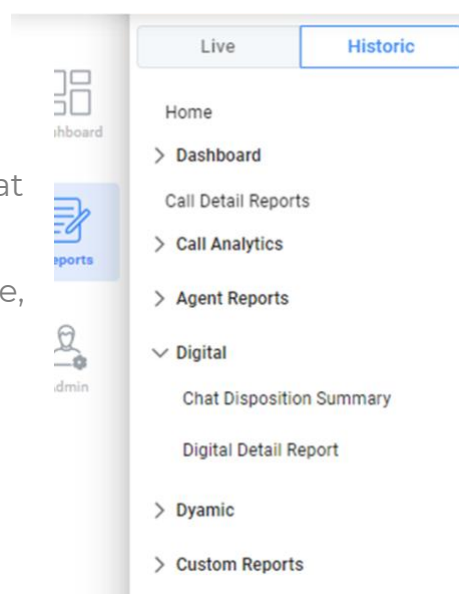 Live Historic
Home
hboard
Dashboard
at
Call Detail Reports
eports
Call Analytics
e,
Agent Reports
Digital
dmin
Chat Disposition Summary
Digital Detail Report
Dyamic
Custom Reports